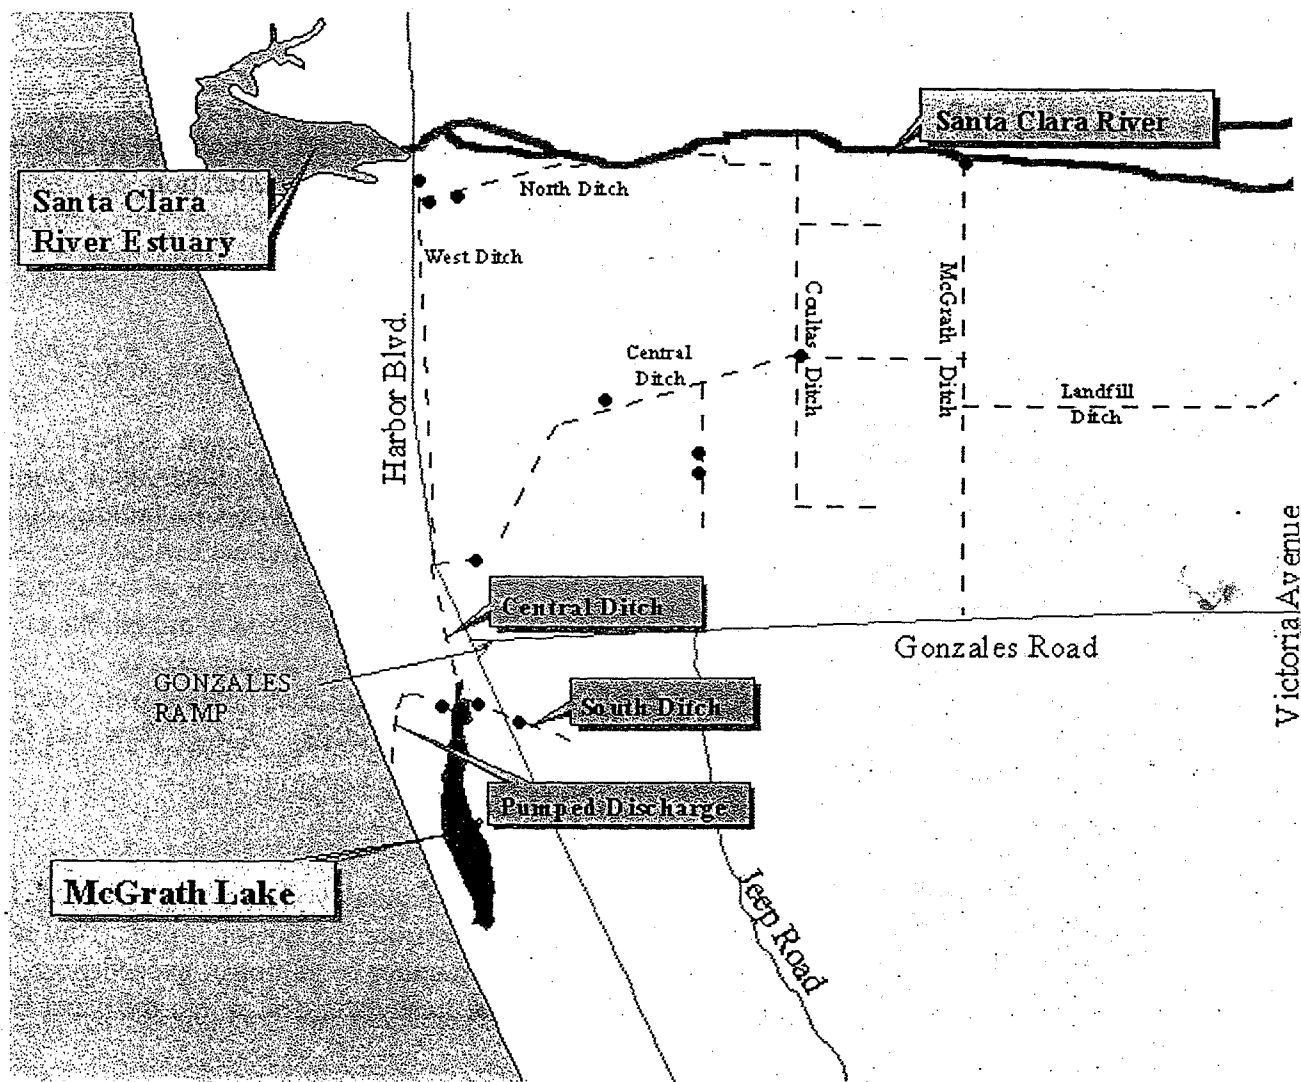 Santa Clara River
Santa Clara
River Estuary
North Ditch
West Ditch
Harbor Blvd.
Central
Ditch
Coultas
Ditch
McGrath
Ditch
Landfill
Ditch
Victoria Avenue
Central Ditch
Gonzales Road
GONZALES
RAMP
South Ditch
Pumped Discharge
McGrath Lake
Jeep Road